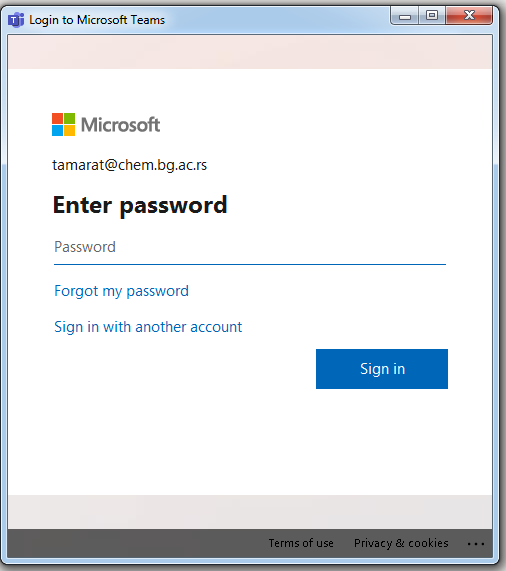 Login to Microsoft Teams
Microsoft
tamarat@chem.bg.ac.rs
Enter password
Password
Forgot my password
Sign in with another account
Sign in
Terms of use Privacy & cookies ...